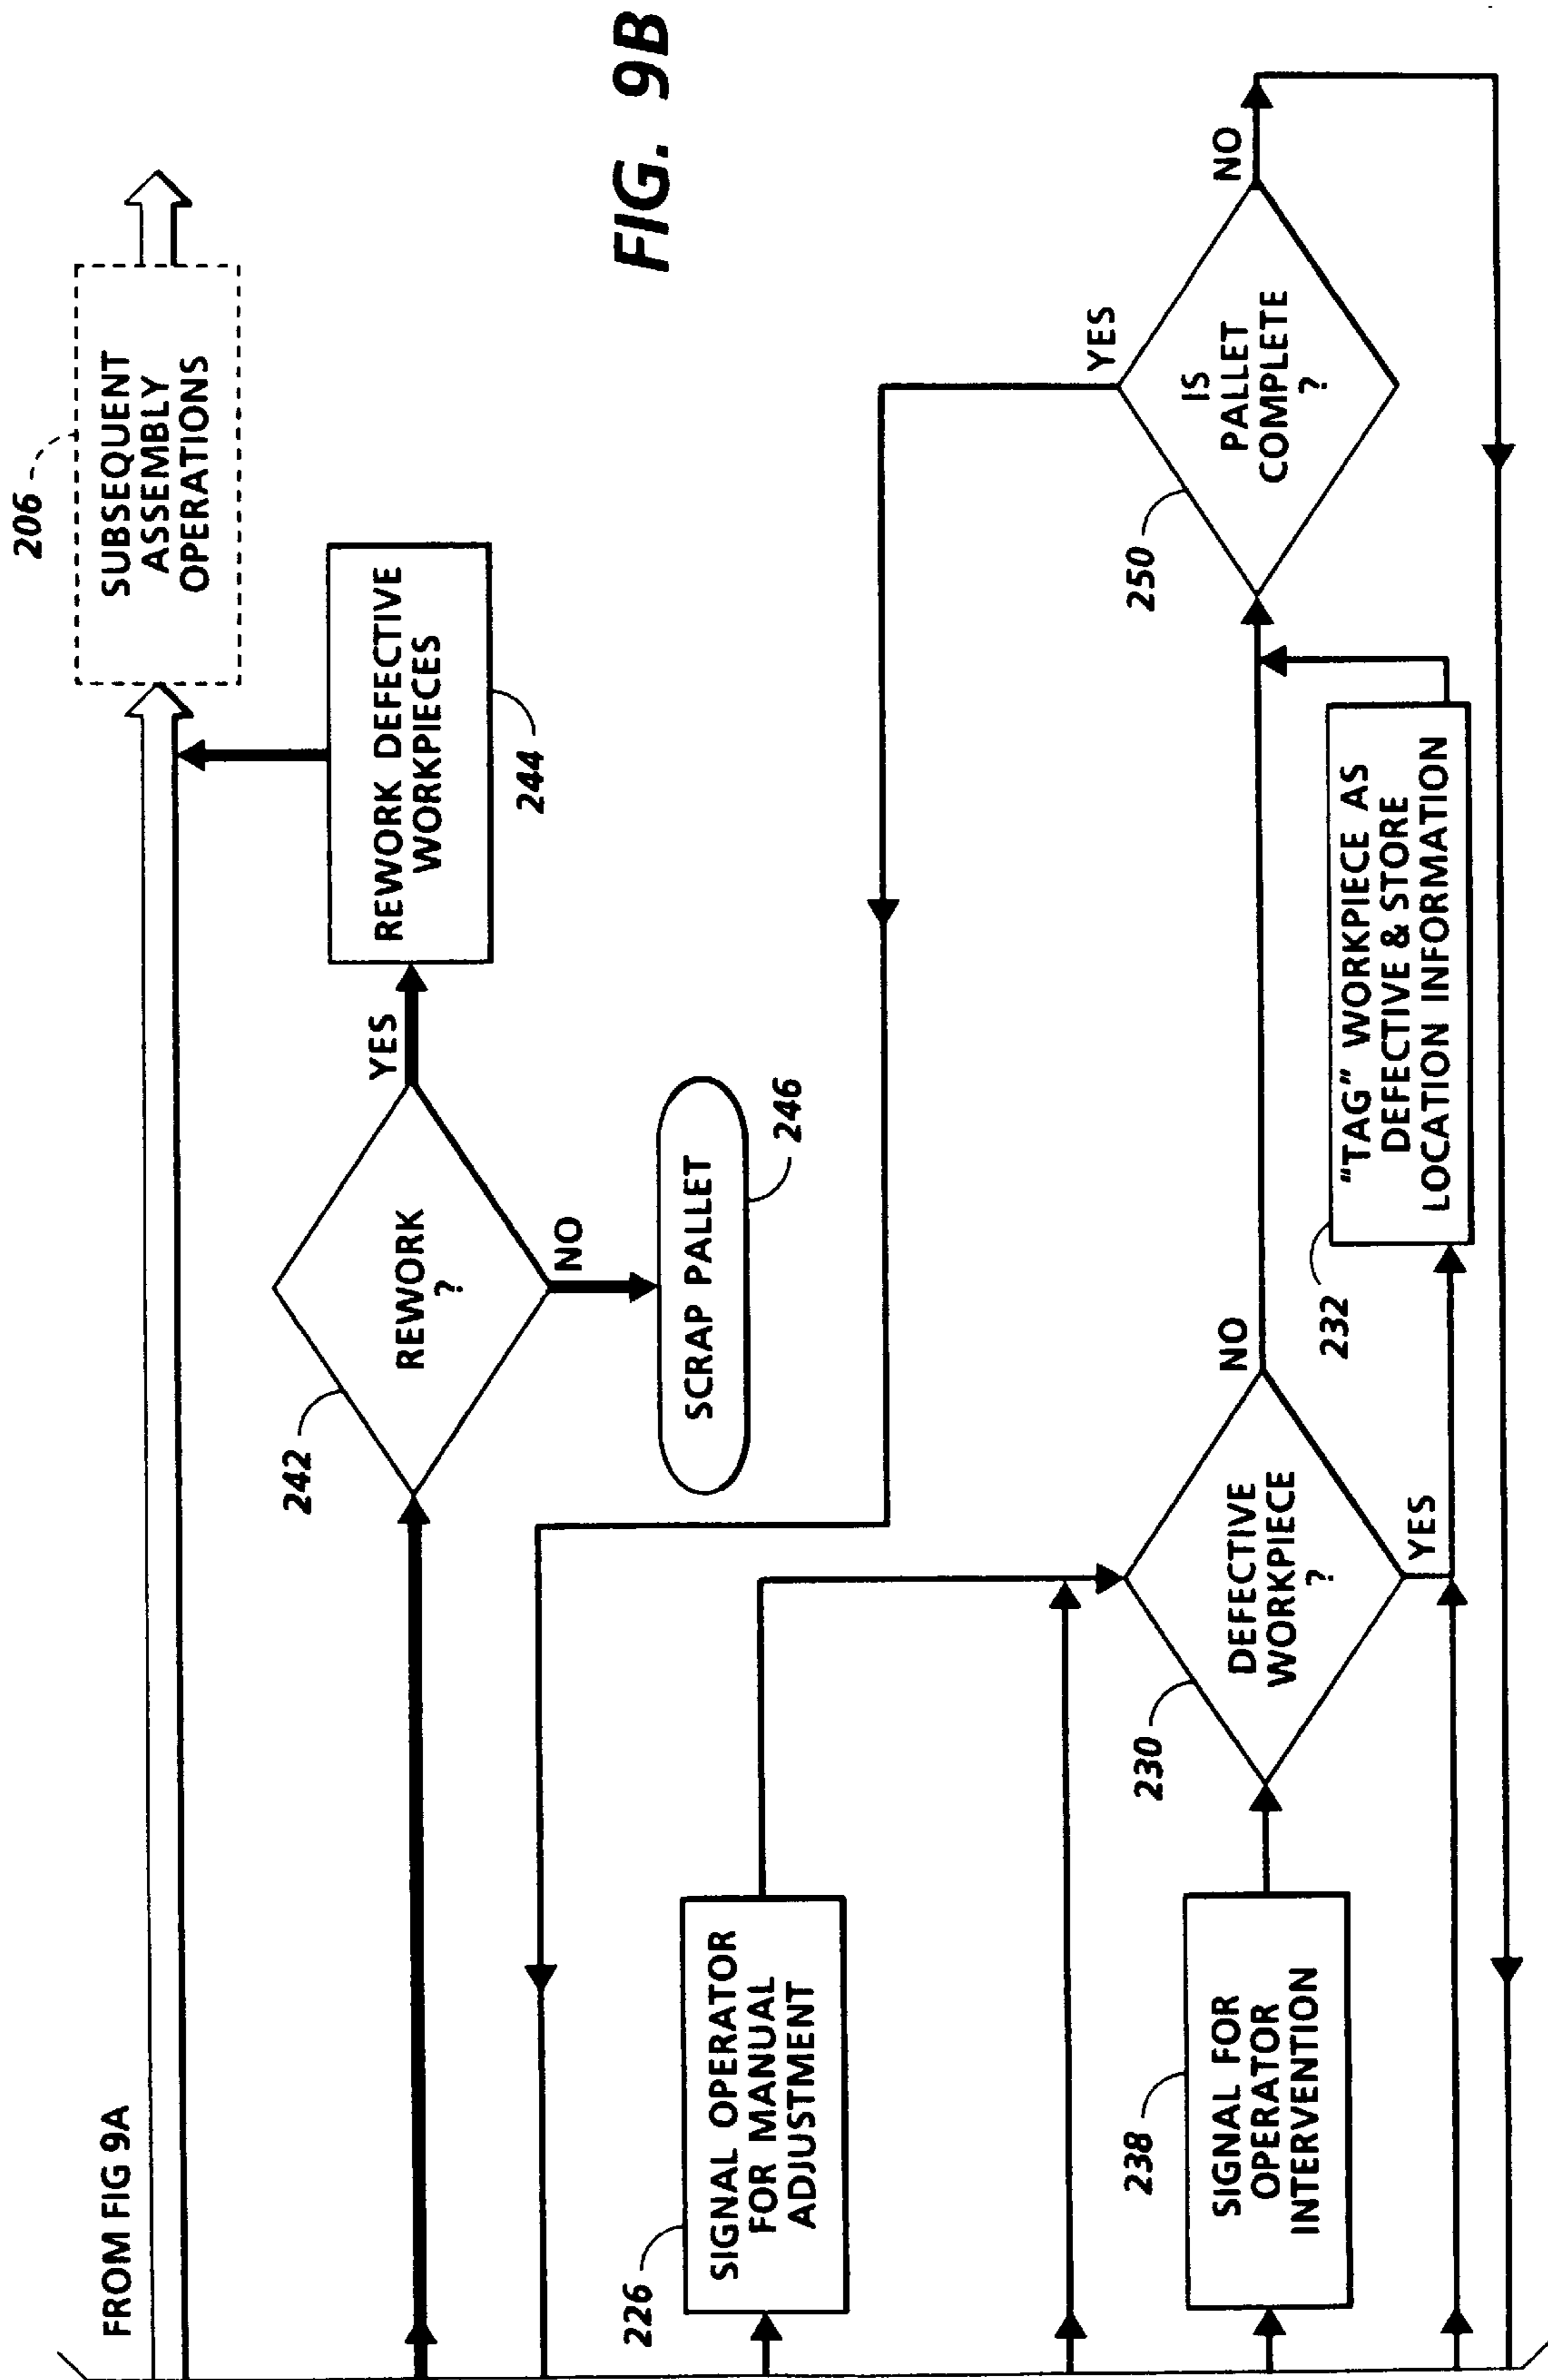 FROM FIG 9A
206
SUBSEQUENT
ASSEMBLY
OPERATIONS
242
REWORK
?
YES
REWORK DEFECTIVE
WORKPIECES
244
NO
SCRAP PALLET
246
FIG. 9B
226
SIGNAL OPERATOR
FOR MANUAL
ADJUSTMENT
238
SIGNAL FOR
OPERATOR
INTERVENTION
230
DEFECTIVE
WORKPIECE
?
NO
YES
232
"TAG" WORKPIECE AS
DEFECTIVE & STORE
LOCATION INFORMATION
250
IS
PALLET
COMPLETE
?
YES
NO